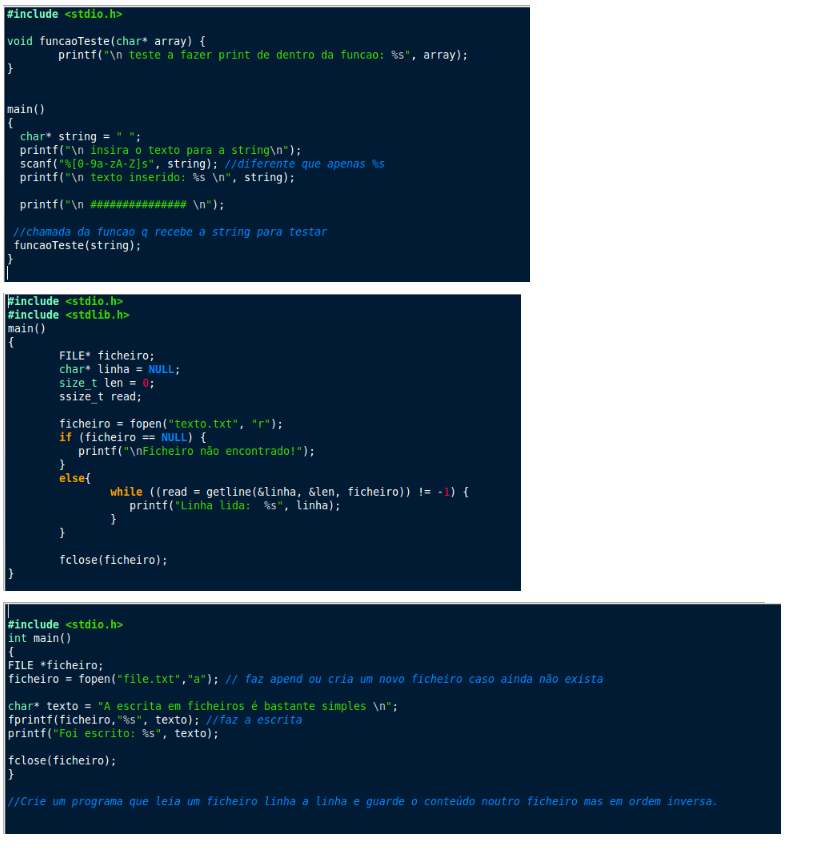 #include <stdio.h>
void funcaoTeste(char* array) {
printf("\n teste a fazer print de dentro da funcao: %s", array);
}
main()
{
char* string = " ";
printf("\n insira o texto para a string\n");
scanf("%[0-9a-zA-Z]s", string); //diferente que apenas %s
printf("\n texto inserido: %s \n", string);
printf("\n ############### \n");
//chamada da funcao q recebe a string para testar
funcaoTeste(string);
}
#include <stdio.h>
#include <stdlib.h>
main()
{
FILE* ficheiro;
char* linha = NULL;
size_t len = 0;
ssize_t read;
ficheiro = fopen("texto.txt", "r");
if (ficheiro == NULL) {
printf("\nFicheiro não encontrado!");
}
else{
while ((read = getline(&linha, &len, ficheiro)) != -1) {
printf("Linha lida:  %s", linha);
}
}
fclose(ficheiro);
}
#include <stdio.h>
int main()
{
FILE *ficheiro;
ficheiro = fopen("file.txt","a"); // faz apend ou cria um novo ficheiro caso ainda não exista
char* texto = "A escrita em ficheiros é bastante simples \n";
fprintf(ficheiro,"%s", texto); //faz a escrita
printf("Foi escrito: %s", texto);
fclose(ficheiro);
}
//Crie um programa que leia um ficheiro linha a linha e guarde o conteúdo noutro ficheiro mas em ordem inversa.